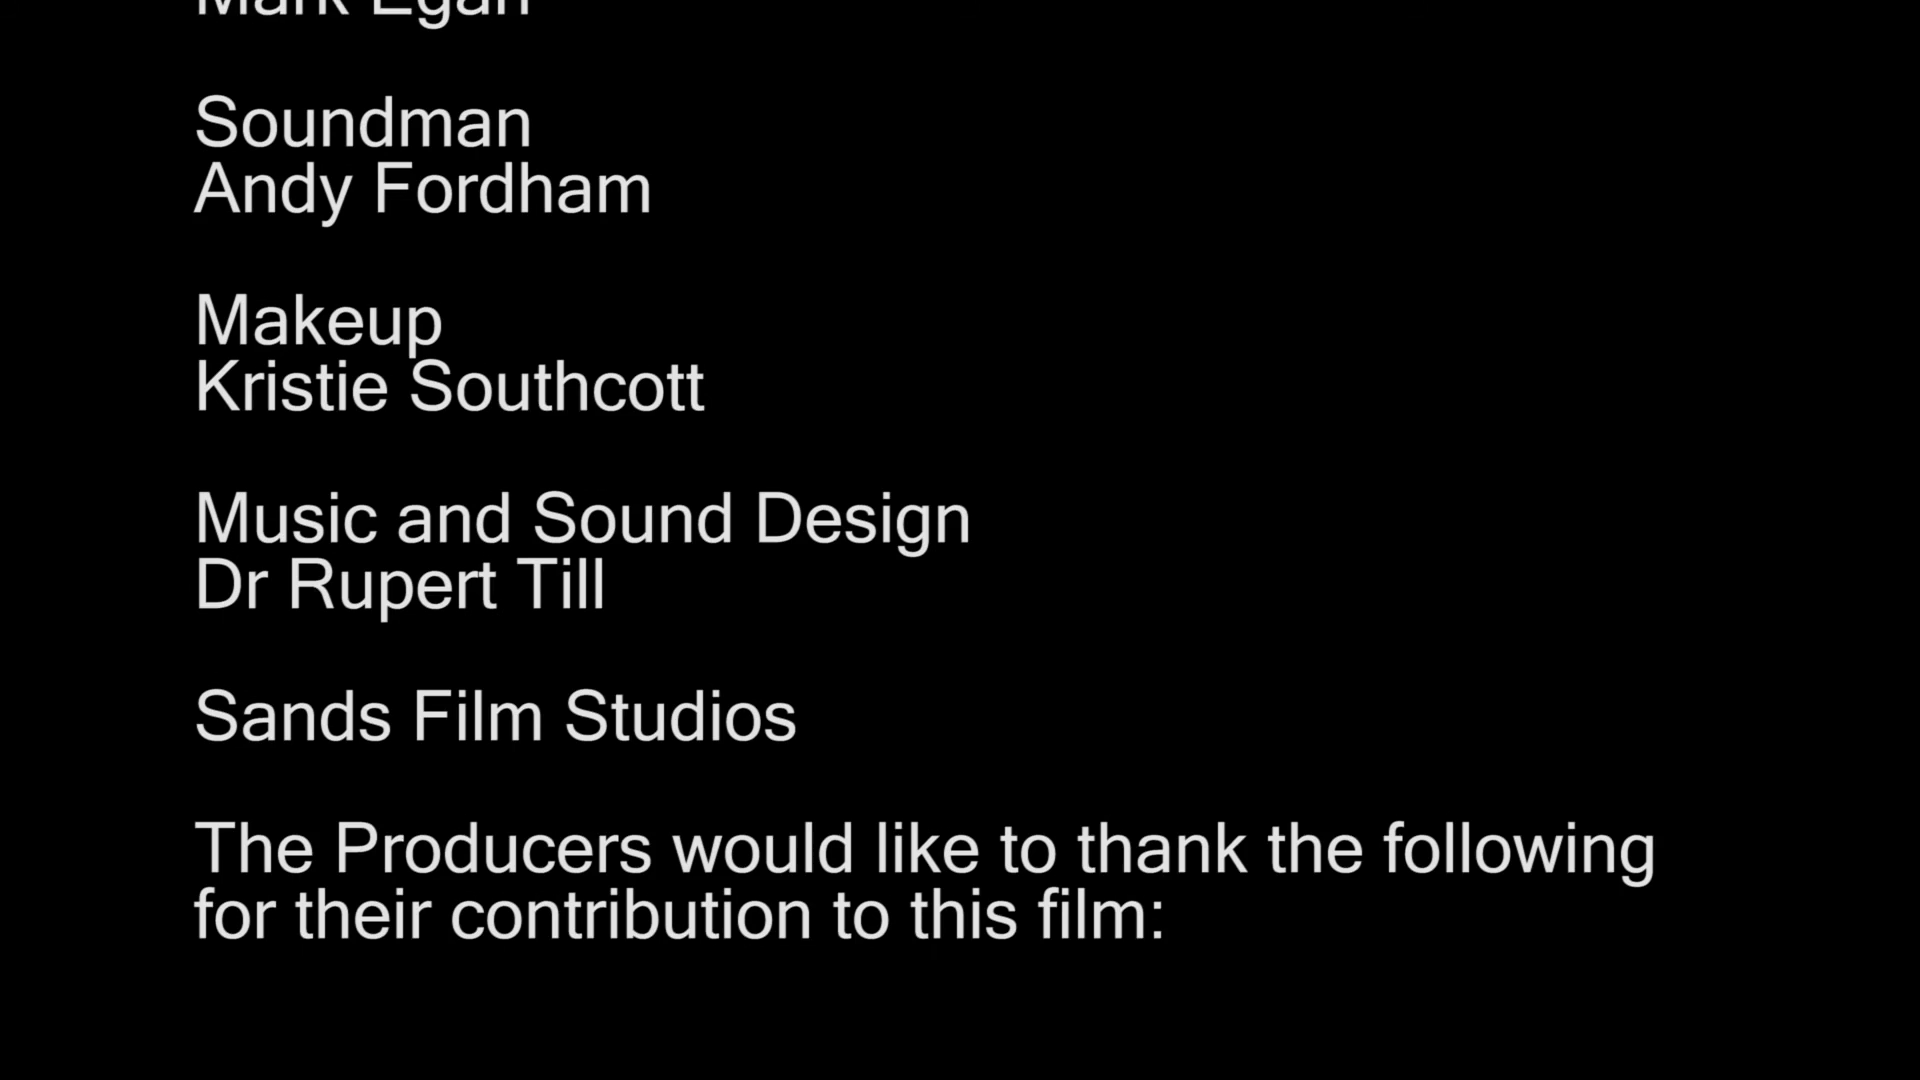 Mark Egan
Soundman
Andy Fordham
Makeup
Kristie Southcott
Music and Sound Design
Dr Rupert Till
Sands Film Studios
The Producers would like to thank the following
for their contribution to this film: